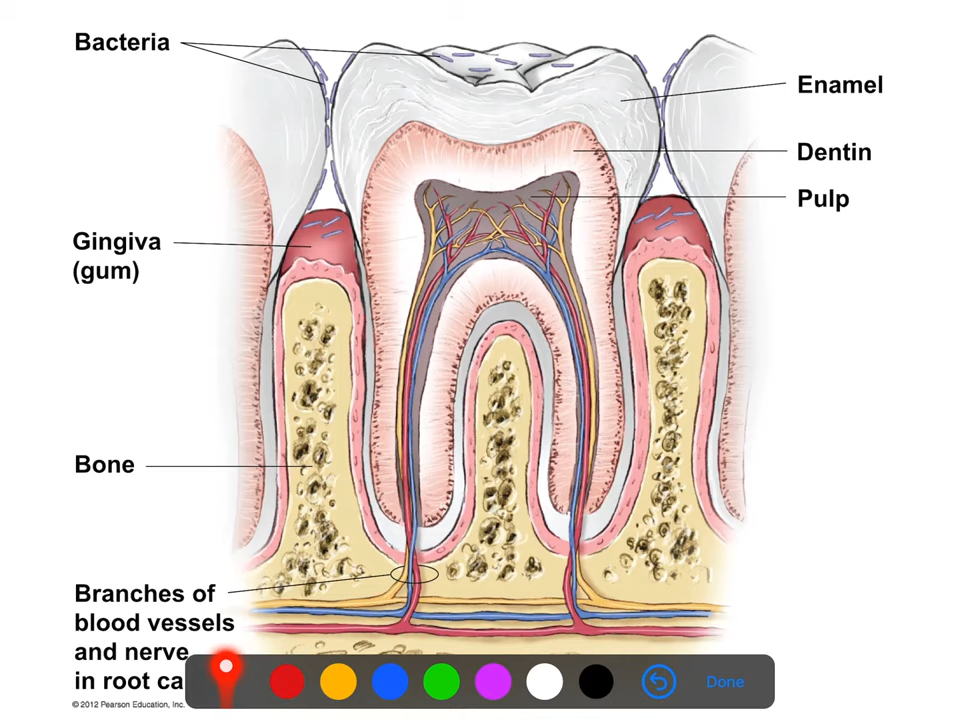 Bacteria
Enamel
Dentin
Pulp
Gingiva
(gum)
Bone
Branches of
blood vessels
and nerve
in root ca
© 2012 Pearson Education, Inc.
Done